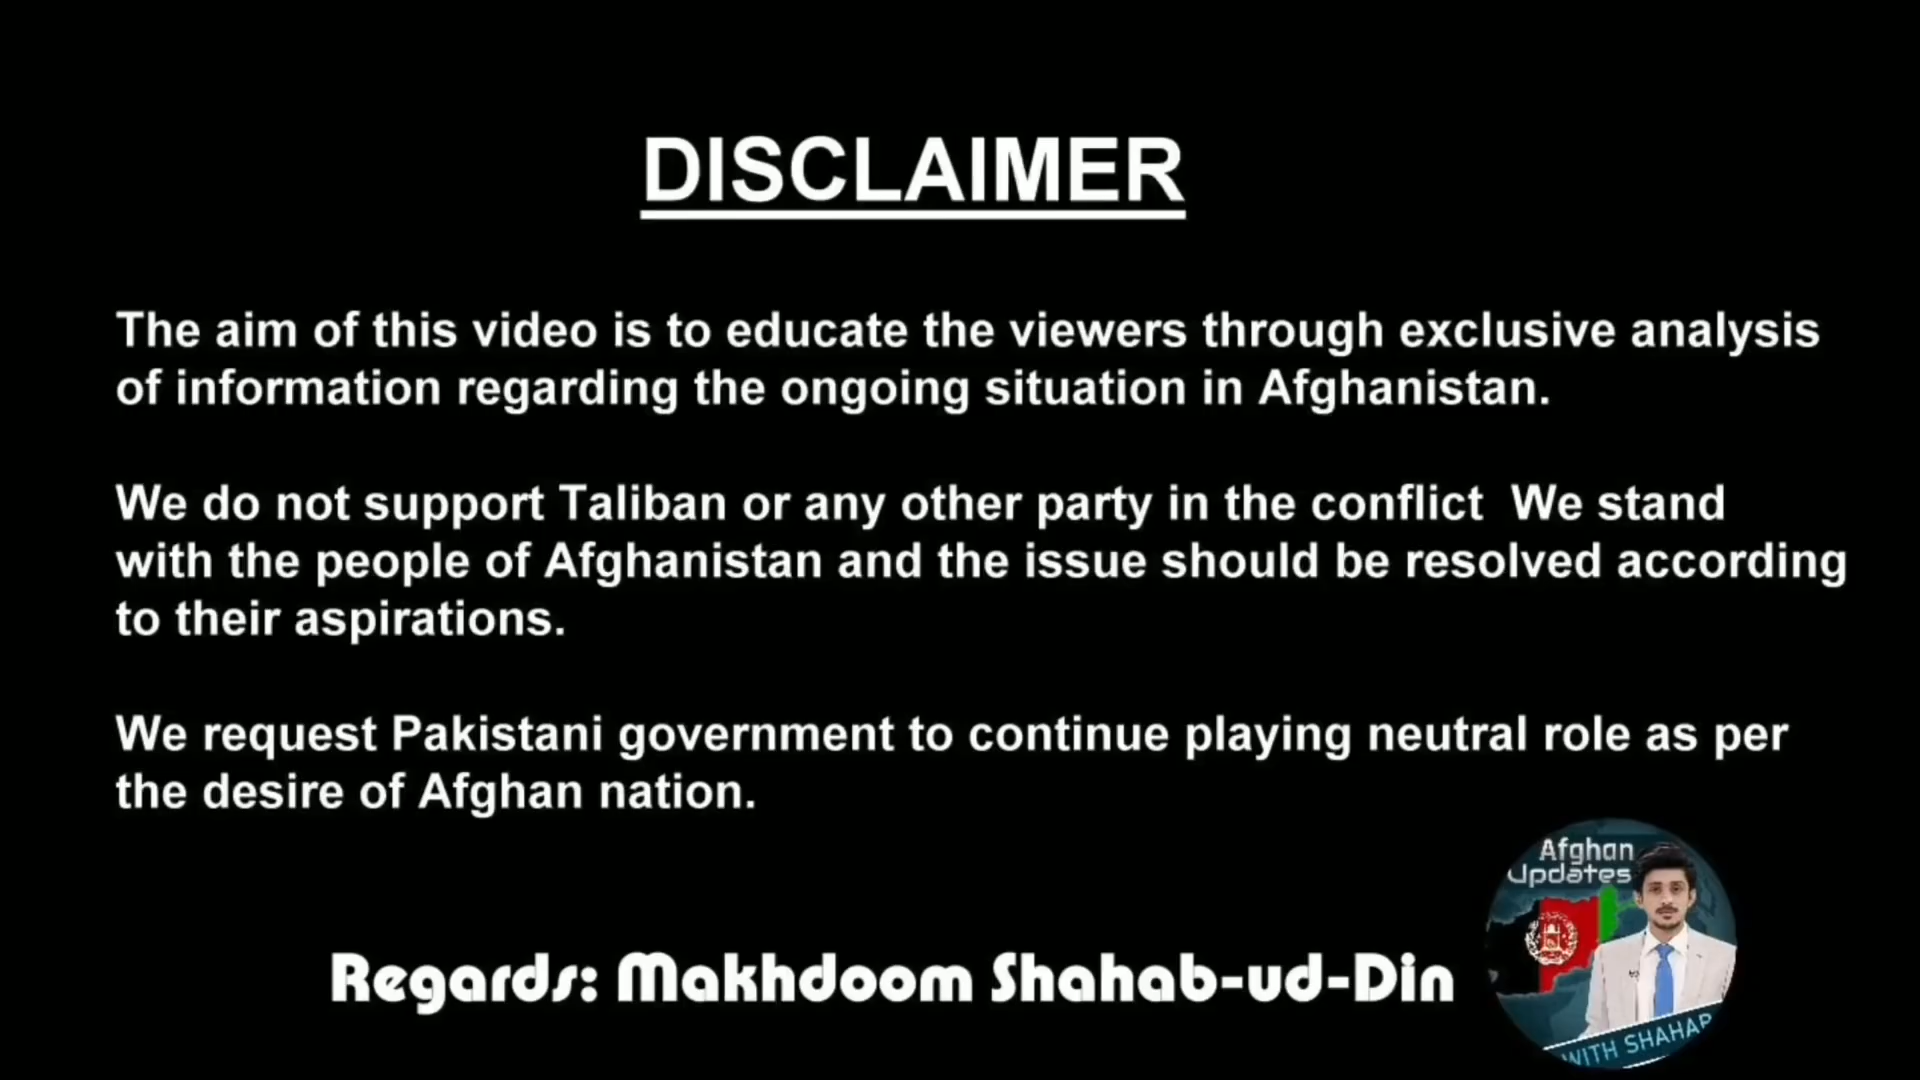 DISCLAIMER
The aim of this video is to educate the viewers through exclusive analysis
of information regarding the ongoing situation in Afghanistan.
We do not support Taliban or any other party in the conflict  We stand
with the people of Afghanistan and the issue should be resolved according
to their aspirations.
We request Pakistani government to continue playing neutral role as per
the desire of Afghan nation.
Afghan
Updates
Regards: Makhdoom Shahab-ud-Din
WITH SHAHAB